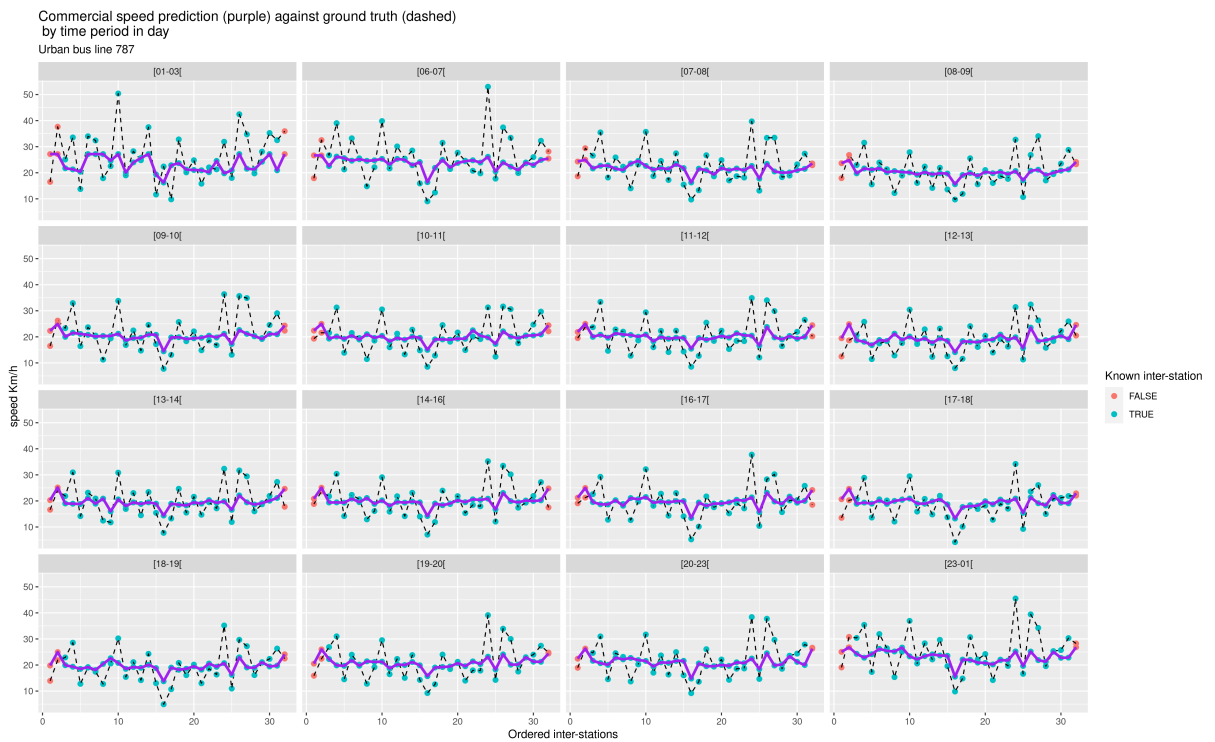 Commercial speed prediction (purple) against ground truth (dashed)
by time period in day
Urban bus line 787
[01-03[ [06-07[ [07-08[ [08-09[
50
40
30
20
10
[09-10[ [10-11[ [11-12[ [12-13[
50
40
30
20
10
speed Km/h
[13-14[ [14-16[ [16-17[ [17-18[
50
40
30
20
10
[18-19[ [19-20[ [20-23[ [23-01[
50
40
30
20
10
0 10 20 30 0 10 20 30 0 10 20 30 0 10 20 30
Ordered inter-stations
Known inter-station
FALSE
TRUE